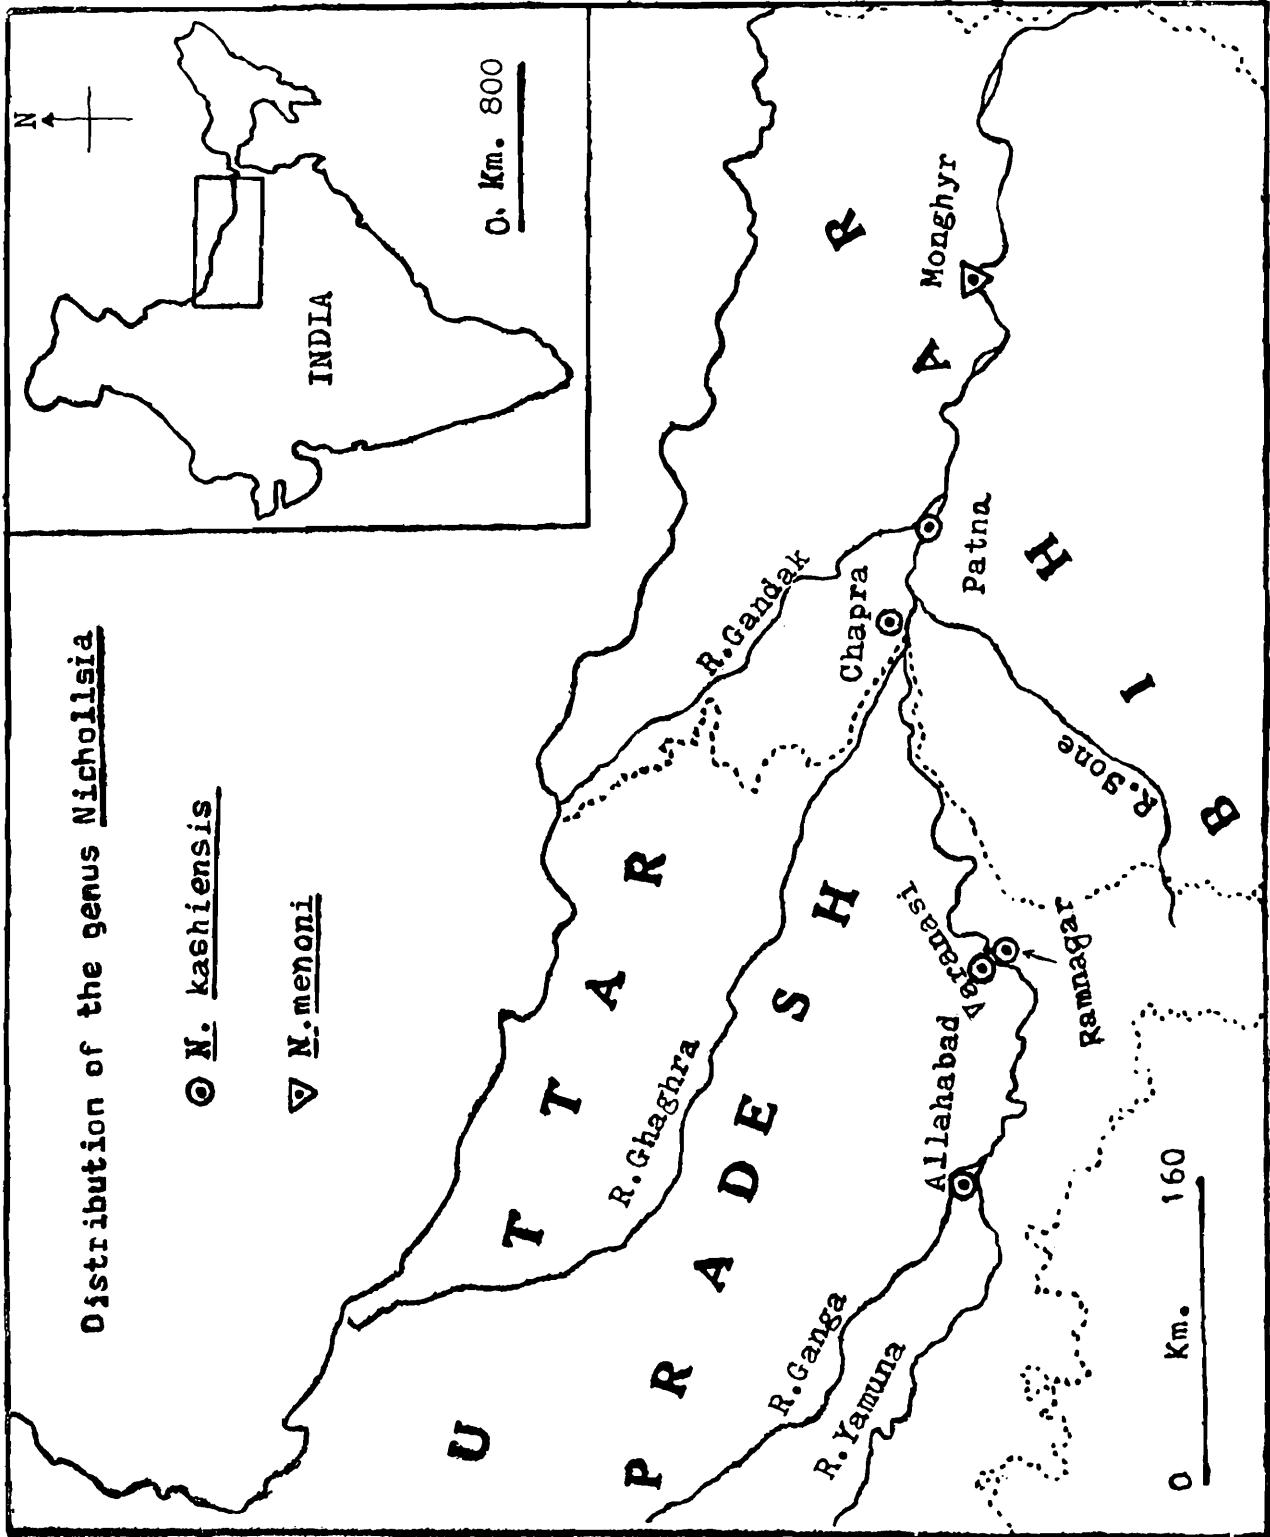 Distribution of the genus Nichollsia
N. kashiensis
N.menoni
N
INDIA
0. Km. 800
UTTAR
PRADESH
BIHAR
R.Gandak
R.Ghaghra
R.Ganga
R.Yamuna
R.Sone
Chapra
Patna
Monghyr
Allahabad
Varanasi
Ramnagar
0 Km. 160